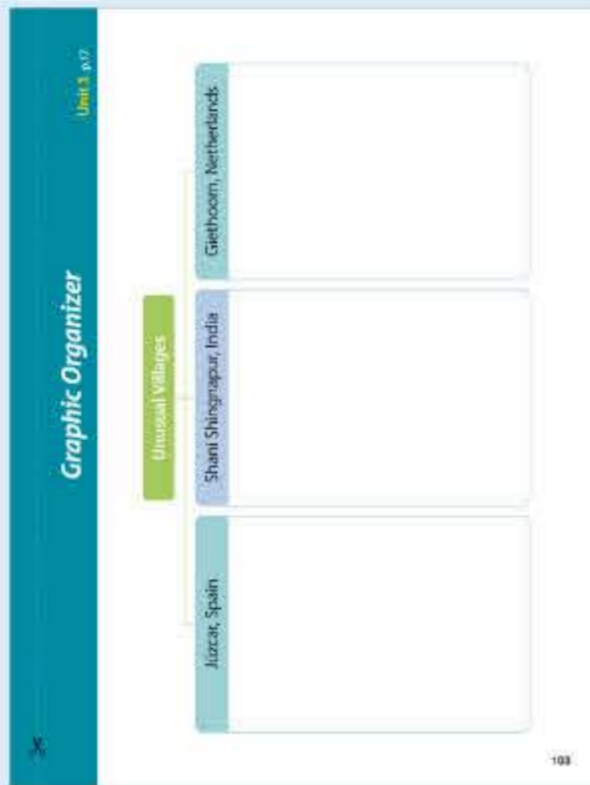 Graphic Organizer
Unit 1 p.17
Unusual Villages
Júzcar, Spain
Shani Shingnapur, India
Giethoorn, Netherlands
103